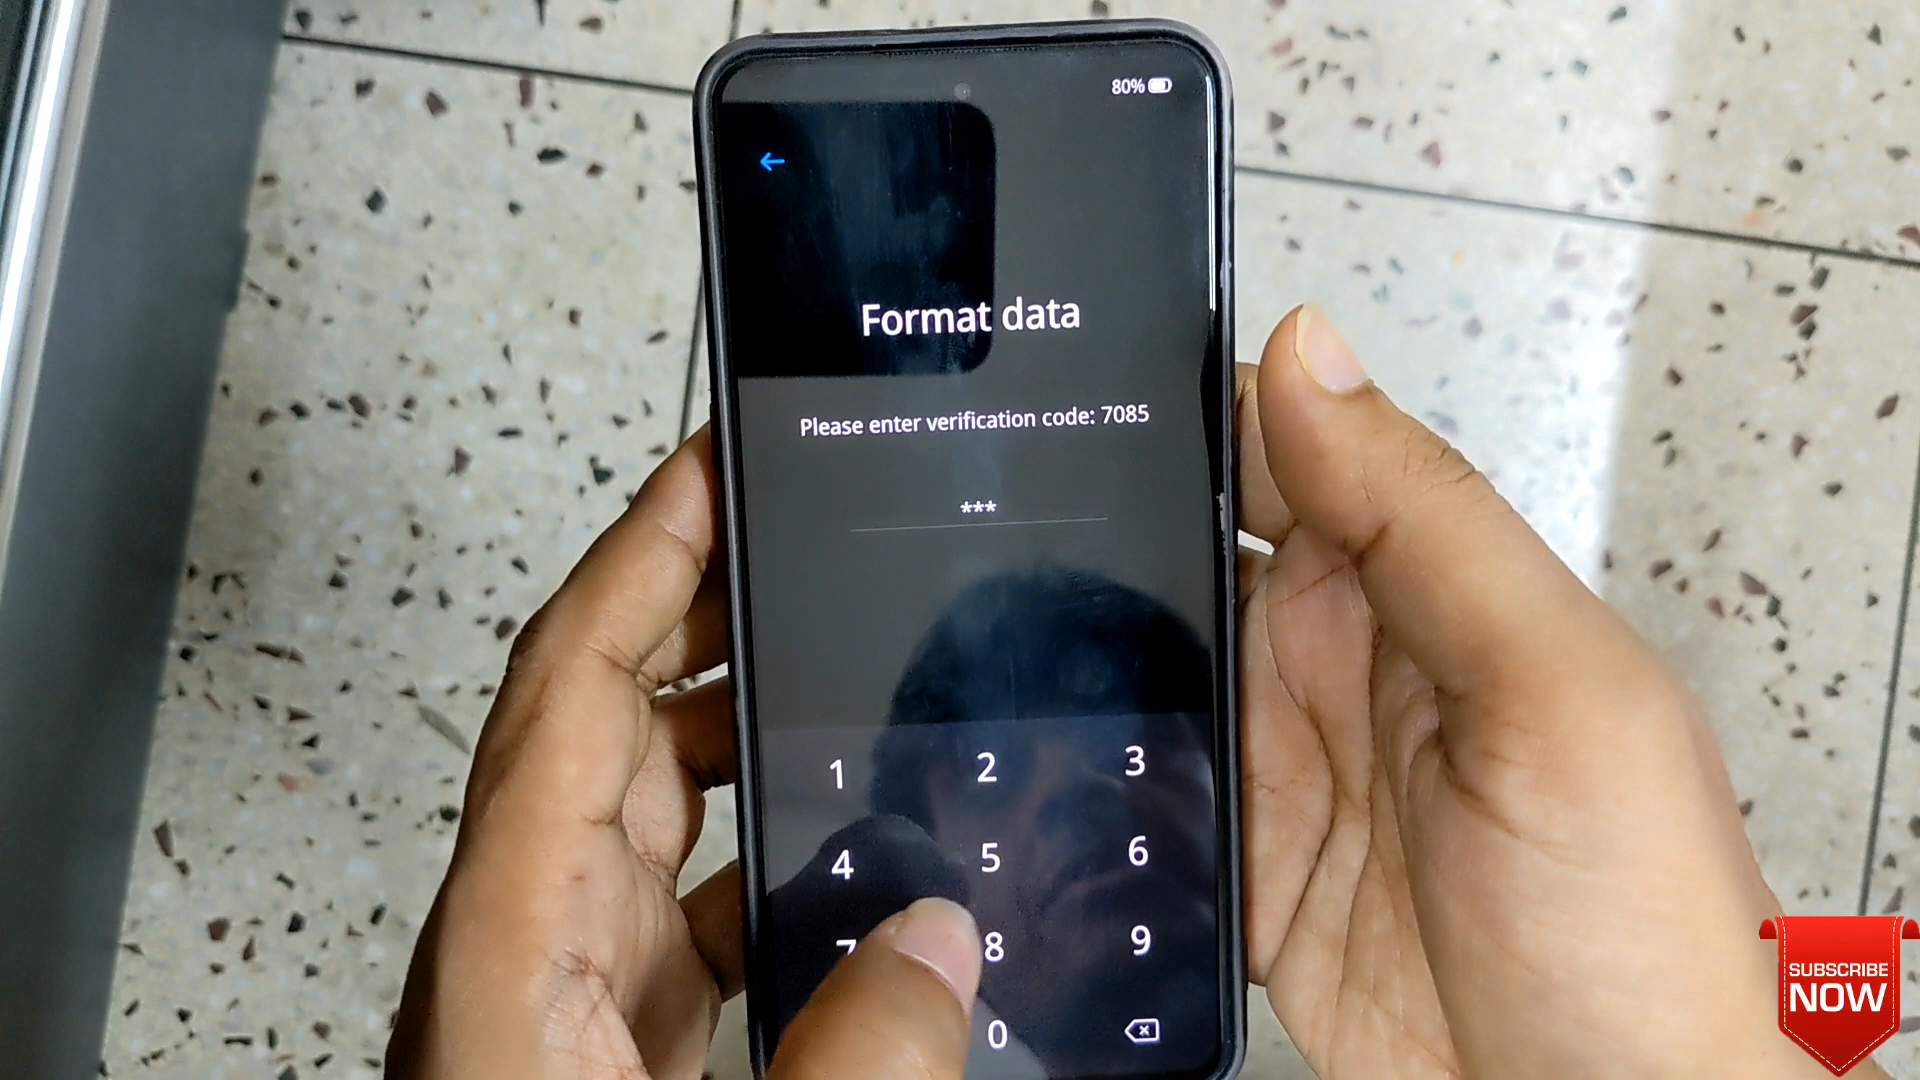 80%
Format data
Please enter verification code: 7085
***
1 2 3
4 5 6
7 8 9
0
SUBSCRIBE
NOW